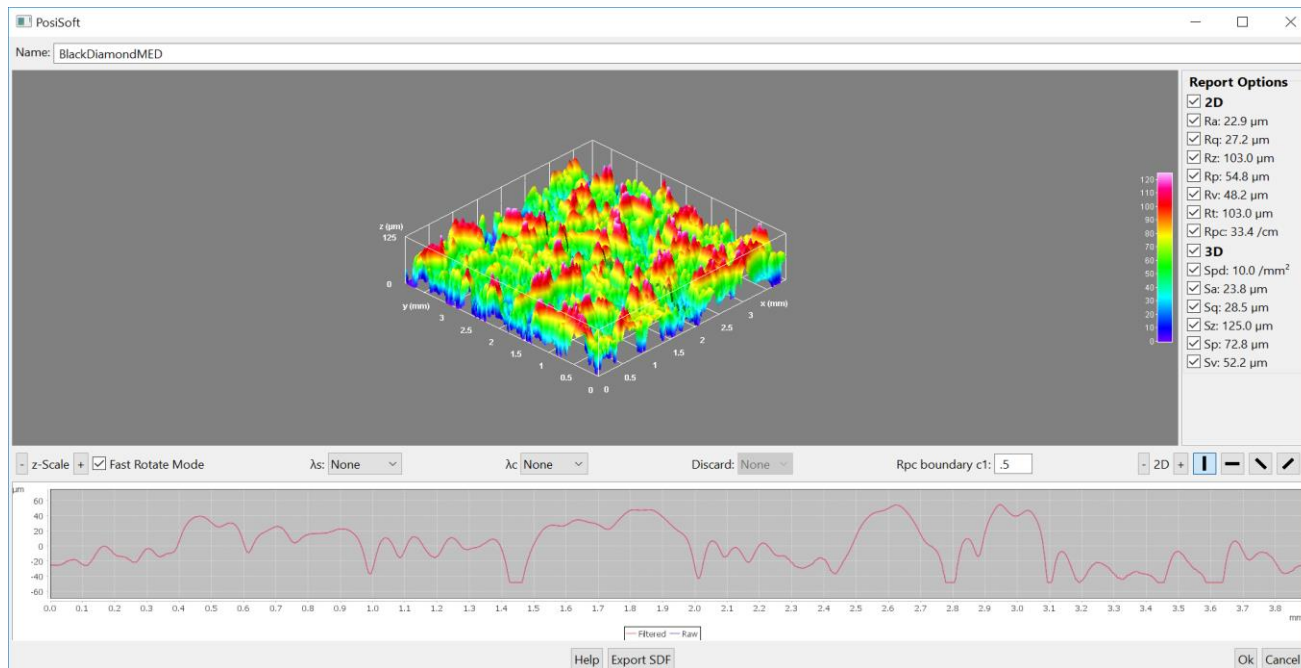 PosiSoft
Name: BlackDiamondMED
Report Options
2D
Ra: 22.9 µm
Rq: 27.2 µm
Rz: 103.0 µm
Rp: 54.8 µm
Rv: 48.2 µm
Rt: 103.0 µm
Rpc: 33.4 /cm
3D
Spd: 10.0 /mm²
Sa: 23.8 µm
Sq: 28.5 µm
Sz: 125.0 µm
Sp: 72.8 µm
Sv: 52.2 µm
z (µm)
125
0
y (mm)
3
2.5
2
1.5
1
0.5
0
0
0.5
1
1.5
2
2.5
3
x (mm)
120
110
100
90
80
70
60
50
40
30
20
10
0
- z-Scale + Fast Rotate Mode λs: None λc None Discard: None Rpc boundary c1: .5 - 2D +
µm
60
40
20
0
-20
-40
-60
0.0 0.1 0.2 0.3 0.4 0.5 0.6 0.7 0.8 0.9 1.0 1.1 1.2 1.3 1.4 1.5 1.6 1.7 1.8 1.9 2.0 2.1 2.2 2.3 2.4 2.5 2.6 2.7 2.8 2.9 3.0 3.1 3.2 3.3 3.4 3.5 3.6 3.7 3.8
mm
Filtered Raw
Help Export SDF Ok Cancel